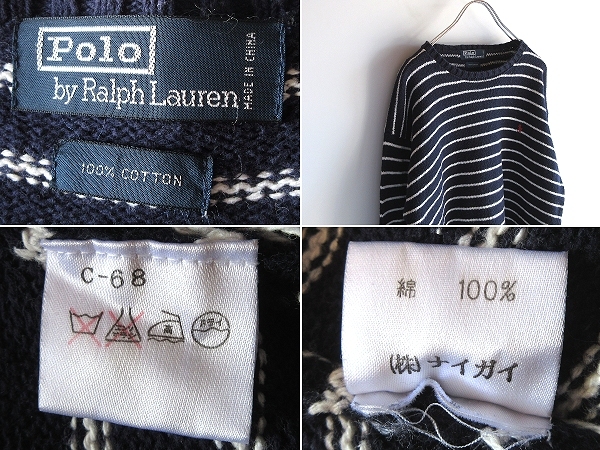 Polo
by Ralph Lauren
MADE IN CHINA
100% COTTON
C-68
綿 100%
(株)ナイガイ